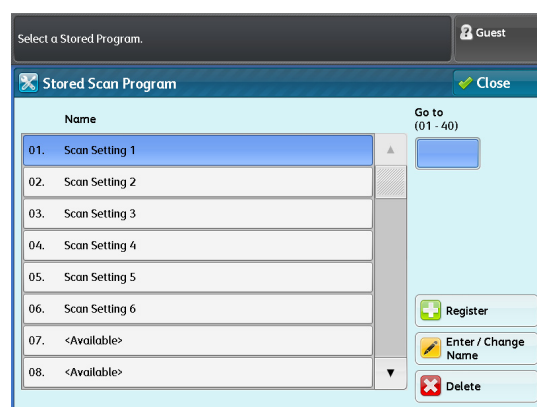 Select a Stored Program.
Guest
Stored Scan Program
Close
Name
Go to
(01 - 40)
01. Scan Setting 1
02. Scan Setting 2
03. Scan Setting 3
04. Scan Setting 4
05. Scan Setting 5
06. Scan Setting 6
07. <Available>
08. <Available>
Register
Enter / Change
Name
Delete